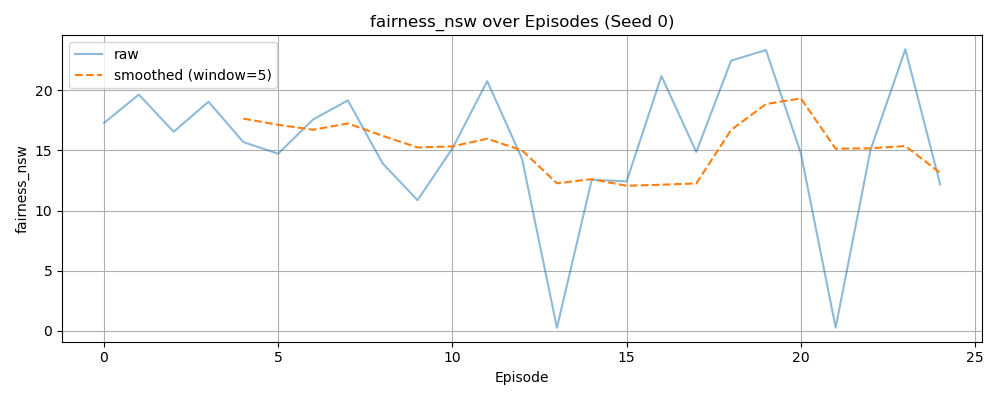 fairness_nsw over Episodes (Seed 0)
raw
smoothed (window=5)
fairness_nsw
20
15
10
5
0
0 5 10 15 20 25
Episode